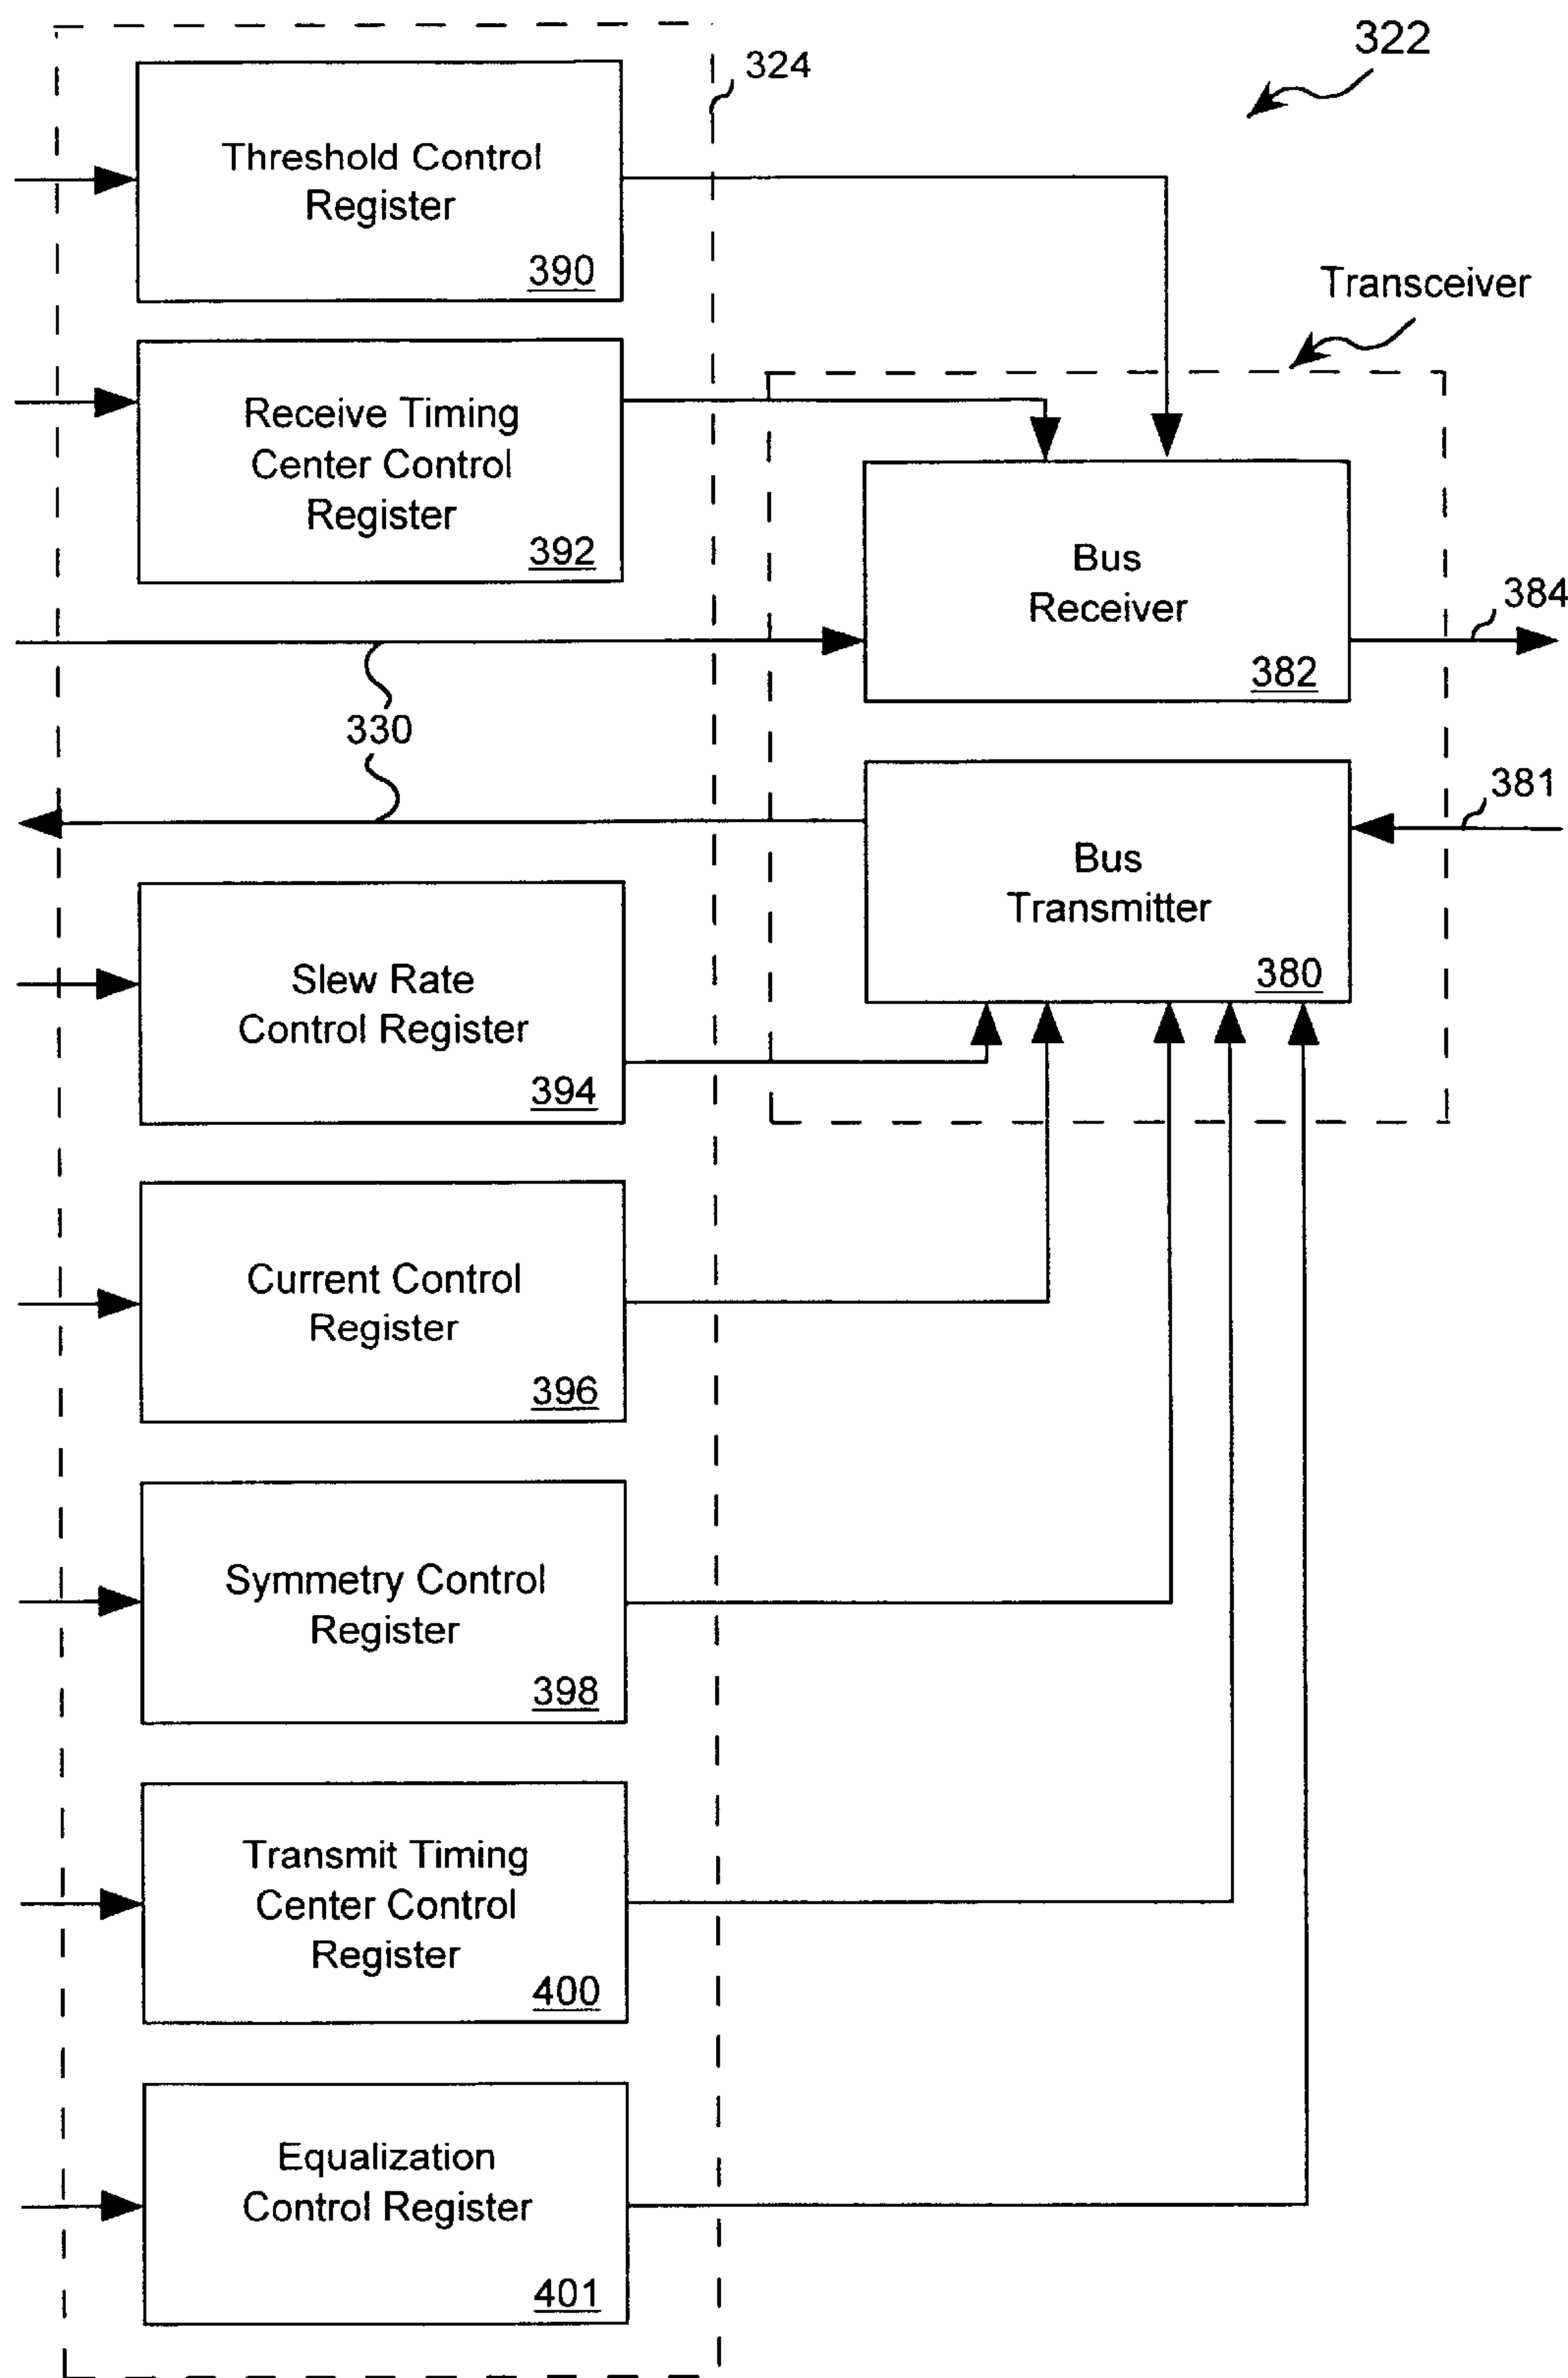 322
324
Threshold Control
Register
390
Transceiver
Receive Timing
Center Control
Register
392
Bus
Receiver
382
384
330
381
Bus
Transmitter
380
Slew Rate
Control Register
394
Current Control
Register
396
Symmetry Control
Register
398
Transmit Timing
Center Control
Register
400
Equalization
Control Register
401